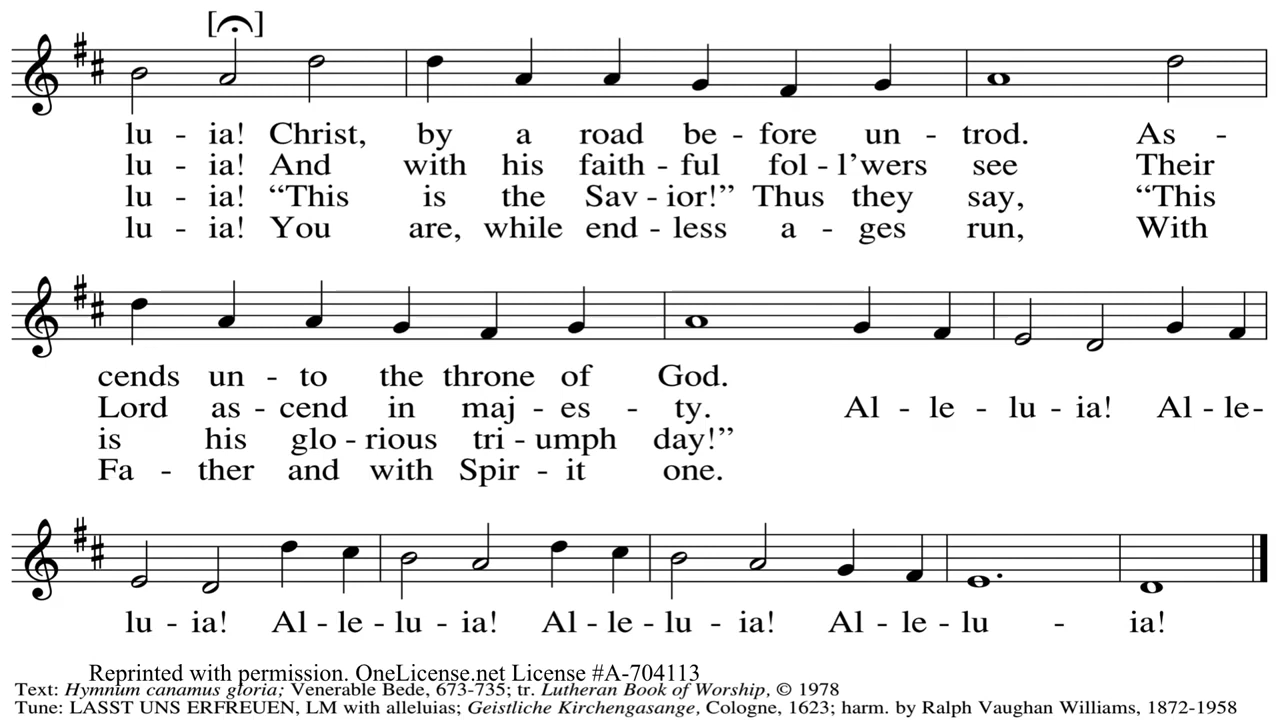 lu - ia! Christ, by a road be - fore un - trod. As -
lu - ia! And with his faith - ful fol - l’wers see Their
lu - ia! “This is the Sav - ior!” Thus they say, “This
lu - ia! You are, while end - less a - ges run, With
cends un - to the throne of God.
Lord as - cend in maj - es - ty. Al - le - lu - ia! Al - le -
is his glo - rious tri - umph day!”
Fa - ther and with Spir - it one.
lu - ia! Al - le - lu - ia! Al - le - lu - ia! Al - le - lu - ia!
Reprinted with permission. OneLicense.net License #A-704113
Text: Hymnum canamus gloria; Venerable Bede, 673-735; tr. Lutheran Book of Worship, © 1978
Tune: LASST UNS ERFREUEN, LM with alleluias; Geistliche Kirchengasange, Cologne, 1623; harm. by Ralph Vaughan Williams, 1872-1958